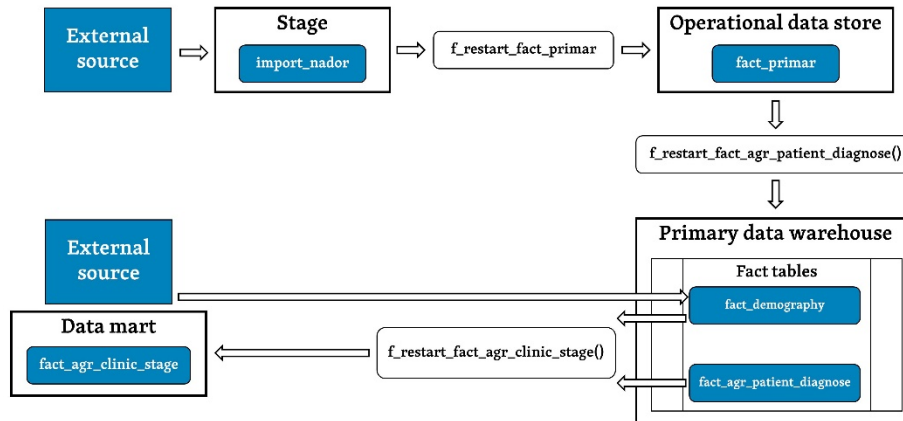 External
source
Stage
import_nador
f_restart_fact_primar
Operational data store
fact_primar
f_restart_fact_agr_patient_diagnose()
External
source
Primary data warehouse
Fact tables
fact_demography
Data mart
fact_agr_clinic_stage
f_restart_fact_agr_clinic_stage()
fact_agr_patient_diagnose